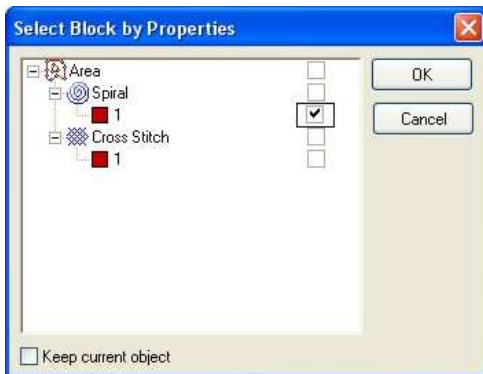 Select Block by Properties
Area
Spiral
1
Cross Stitch
1
OK
Cancel
Keep current object